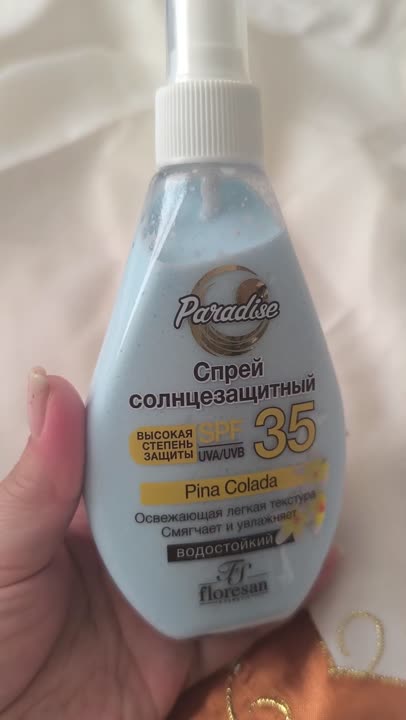 Paradise
Спрей
солнцезащитный
ВЫСОКАЯ
СТЕПЕНЬ
ЗАЩИТЫ
SPF
UVA/UVB
35
Pina Colada
Освежающая легкая текстура
Смягчает и увлажняет
ВОДОСТОЙКИЙ
FS
floresan